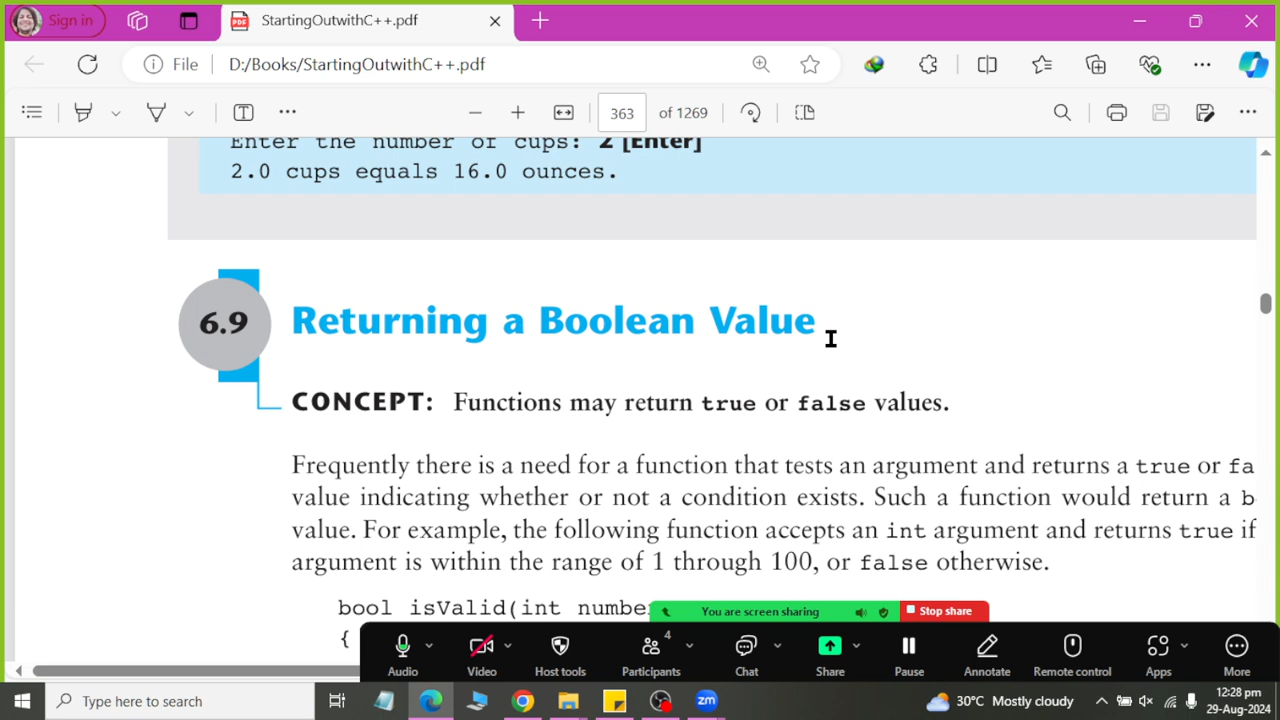 Sign in
StartingOutwithC++.pdf
File
D:/Books/StartingOutwithC++.pdf
363 of 1269
Enter the number of cups: 2 [Enter]
2.0 cups equals 16.0 ounces.
6.9 Returning a Boolean Value
CONCEPT: Functions may return true or false values.
Frequently there is a need for a function that tests an argument and returns a true or fa
value indicating whether or not a condition exists. Such a function would return a b
value. For example, the following function accepts an int argument and returns true if
argument is within the range of 1 through 100, or false otherwise.
bool isValid(int number
{
You are screen sharing
Stop share
Audio
Video
Host tools
4
Participants
Chat
Share
Pause
Annotate
Remote control
Apps
More
Type here to search
zm
30°C Mostly cloudy
12:28 pm
29-Aug-2024